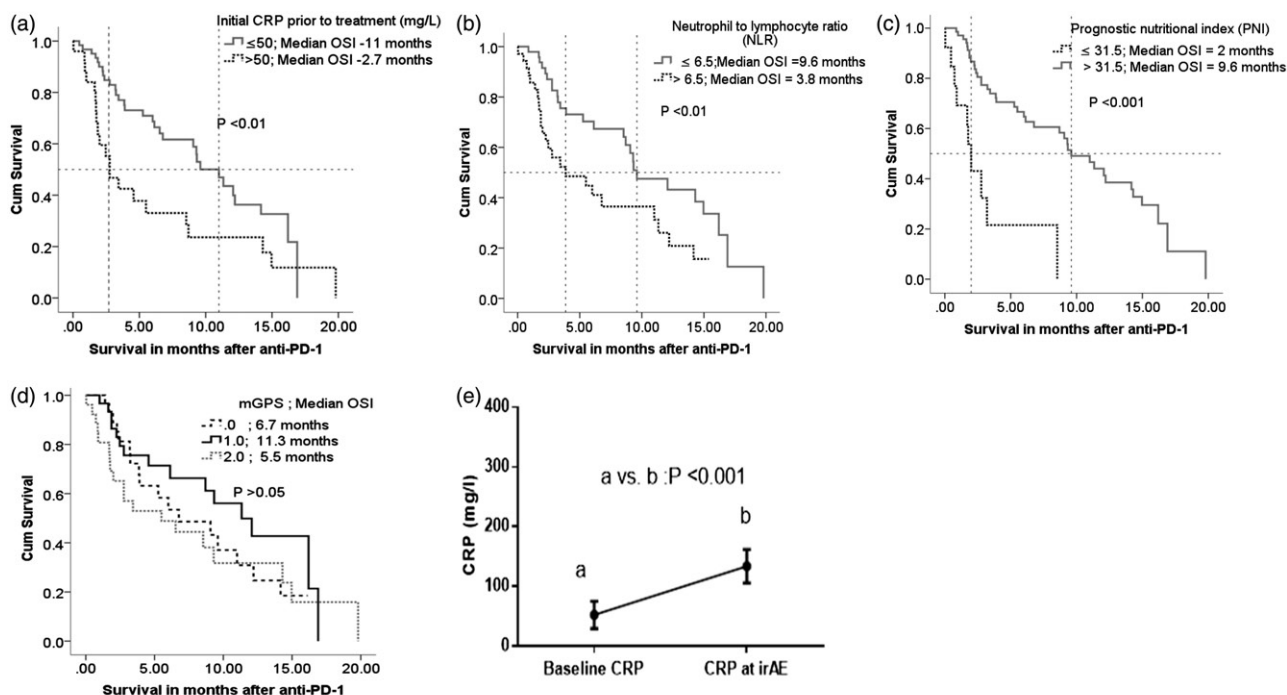 (a)
Initial CRP prior to treatment (mg/L)
≤50; Median OSI -11 months
>50; Median OSI -2.7 months
P <0.01
Cum Survival
1.0
0.8
0.6
0.4
0.2
0.0
.00 5.00 10.00 15.00 20.00
Survival in months after anti-PD-1
(b)
Neutrophil to lymphocyte ratio
(NLR)
≤ 6.5;Median OSI =9.6 months
> 6.5; Median OSI = 3.8 months
P <0.01
Cum Survival
1.0
0.8
0.6
0.4
0.2
0.0
.00 5.00 10.00 15.00 20.00
Survival in months after anti-PD-1
(c)
Prognostic nutritional index (PNI)
≤ 31.5; Median OSI = 2 months
> 31.5; Median OSI = 9.6 months
P <0.001
Cum Survival
1.0
0.8
0.6
0.4
0.2
0.0
.00 5.00 10.00 15.00 20.00
Survival in months after anti-PD-1
(d)
mGPS ; Median OSI
.0 ; 6.7 months
1.0; 11.3 months
2.0 ; 5.5 months
P >0.05
Cum Survival
1.0
0.8
0.6
0.4
0.2
0.0
.00 5.00 10.00 15.00 20.00
Survival in months after anti-PD-1
(e)
400
300
200
100
0
CRP (mg/l)
a vs. b :P <0.001
a
b
Baseline CRP CRP at irAE